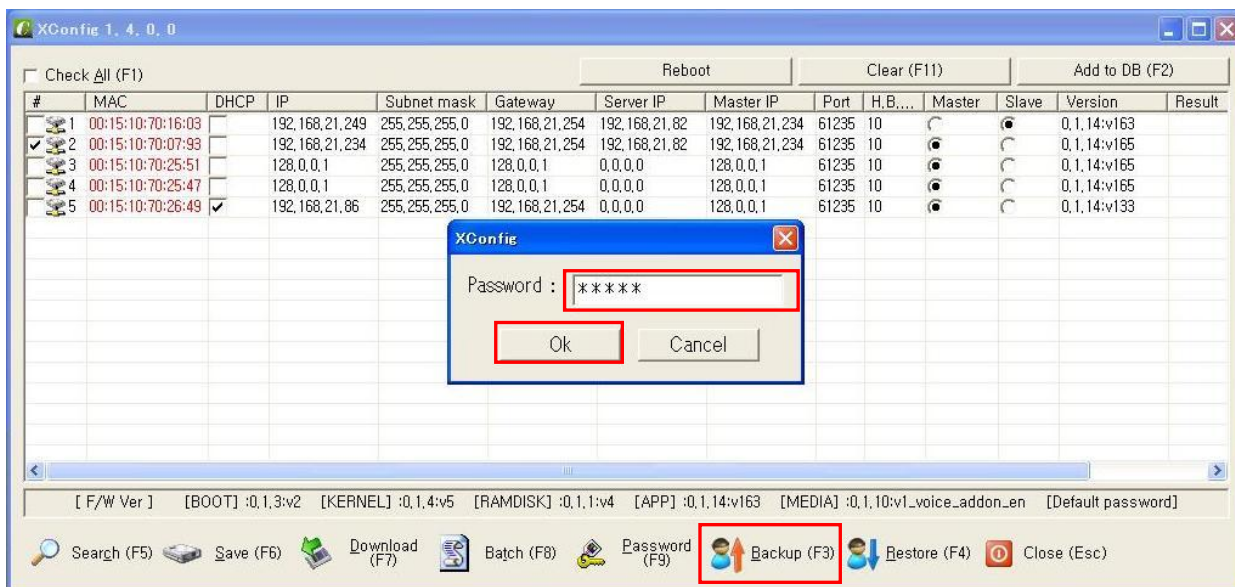 XConfig 1, 4, 0, 0
Check All (F1)
Reboot
Clear (F11)
Add to DB (F2)
# MAC DHCP IP Subnet mask Gateway Server IP Master IP Port H,B,... Master Slave Version Result
1 00:15:10:70:16:03 192,168,21,249 255,255,255,0 192,168,21,254 192,168,21,82 192,168,21,234 61235 10 0,1,14:v163
2 00:15:10:70:07:93 192,168,21,234 255,255,255,0 192,168,21,254 192,168,21,82 192,168,21,234 61235 10 0,1,14:v165
3 00:15:10:70:25:51 128,0,0,1 255,255,255,0 128,0,0,1 0,0,0,0 128,0,0,1 61235 10 0,1,14:v165
4 00:15:10:70:25:47 128,0,0,1 255,255,255,0 128,0,0,1 0,0,0,0 128,0,0,1 61235 10 0,1,14:v165
5 00:15:10:70:26:49 192,168,21,86 255,255,255,0 192,168,21,254 0,0,0,0 128,0,0,1 61235 10 0,1,14:v133
XConfig
Password : *****
Ok
Cancel
[ F/W Ver ] [BOOT] :0,1,3:v2 [KERNEL] :0,1,4:v5 [RAMDISK] :0,1,1:v4 [APP] :0,1,14:v163 [MEDIA] :0,1,10:v1_voice_addon_en [Default password]
Search (F5)
Save (F6)
Download (F7)
Batch (F8)
Password (F9)
Backup (F3)
Restore (F4)
Close (Esc)